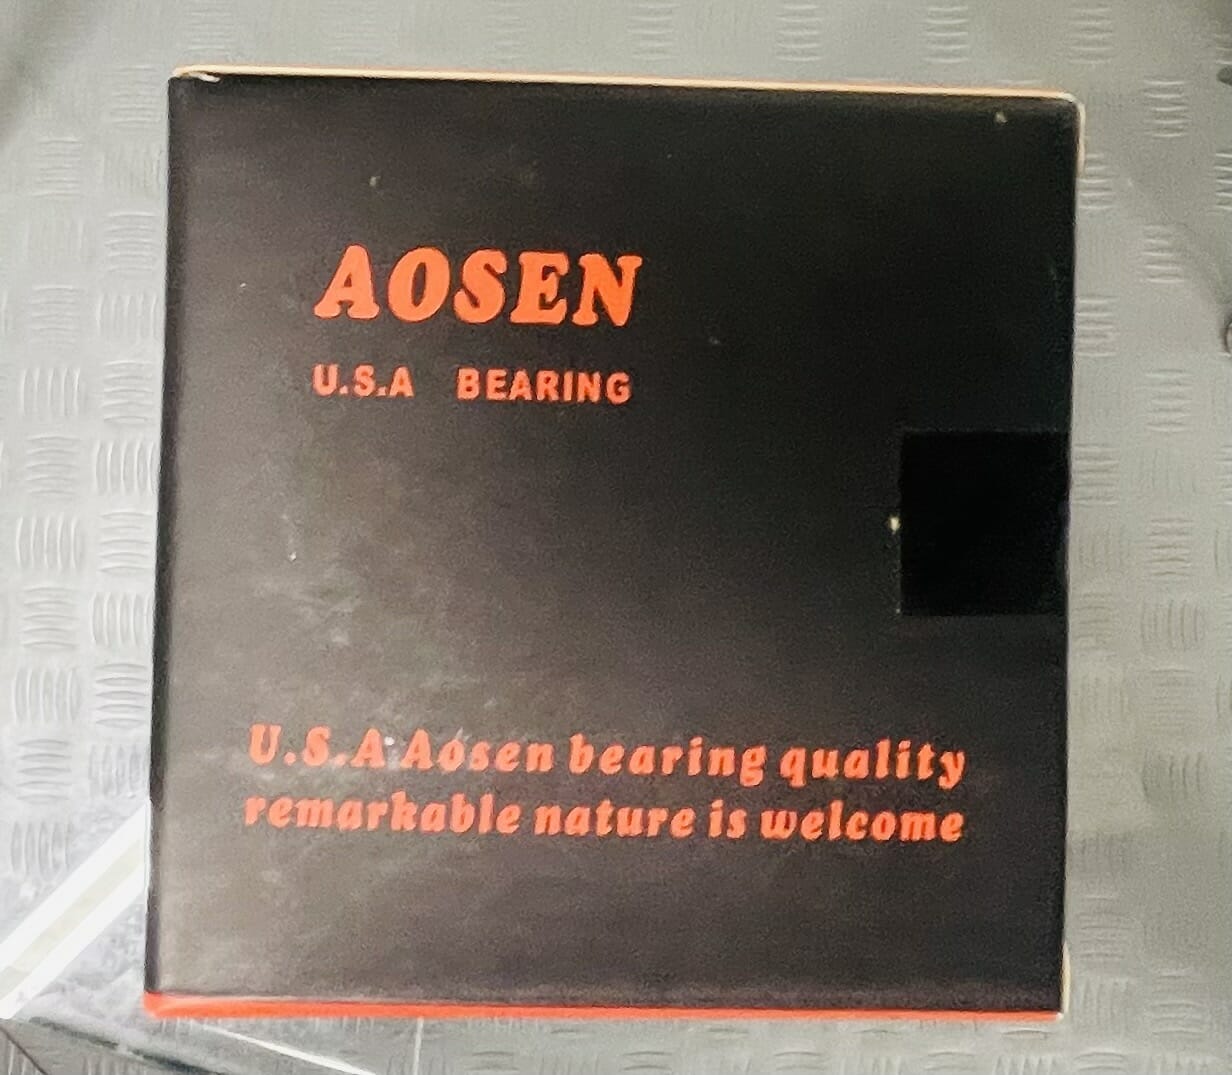 AOSEN
U.S.A BEARING
U.S.A Aosen bearing quality
remarkable nature is welcome